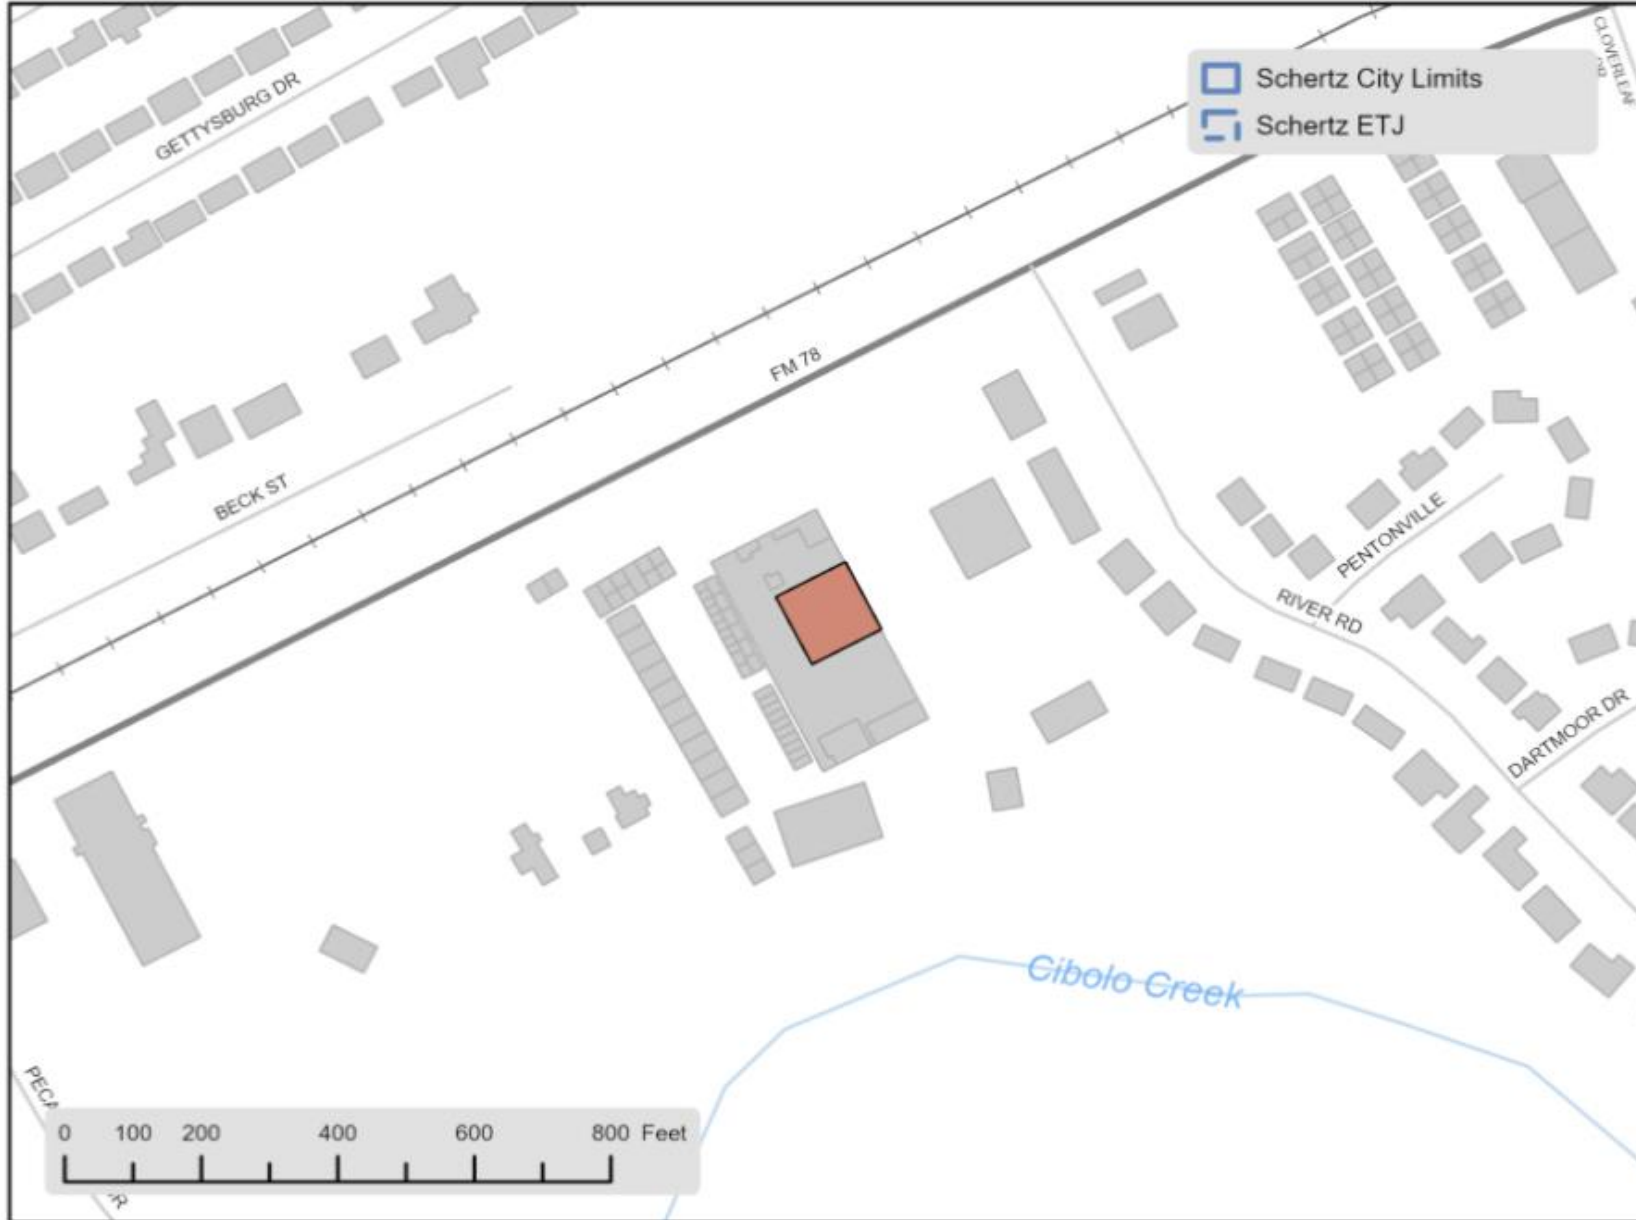 CLOVERLEAF
Schertz City Limits
Schertz ETJ
GETTYSBURG DR
FM 78
BECK ST
PENTONVILLE
RIVER RD
DARTMOOR DR
Cibolo Creek
0 100 200 400 600 800 Feet